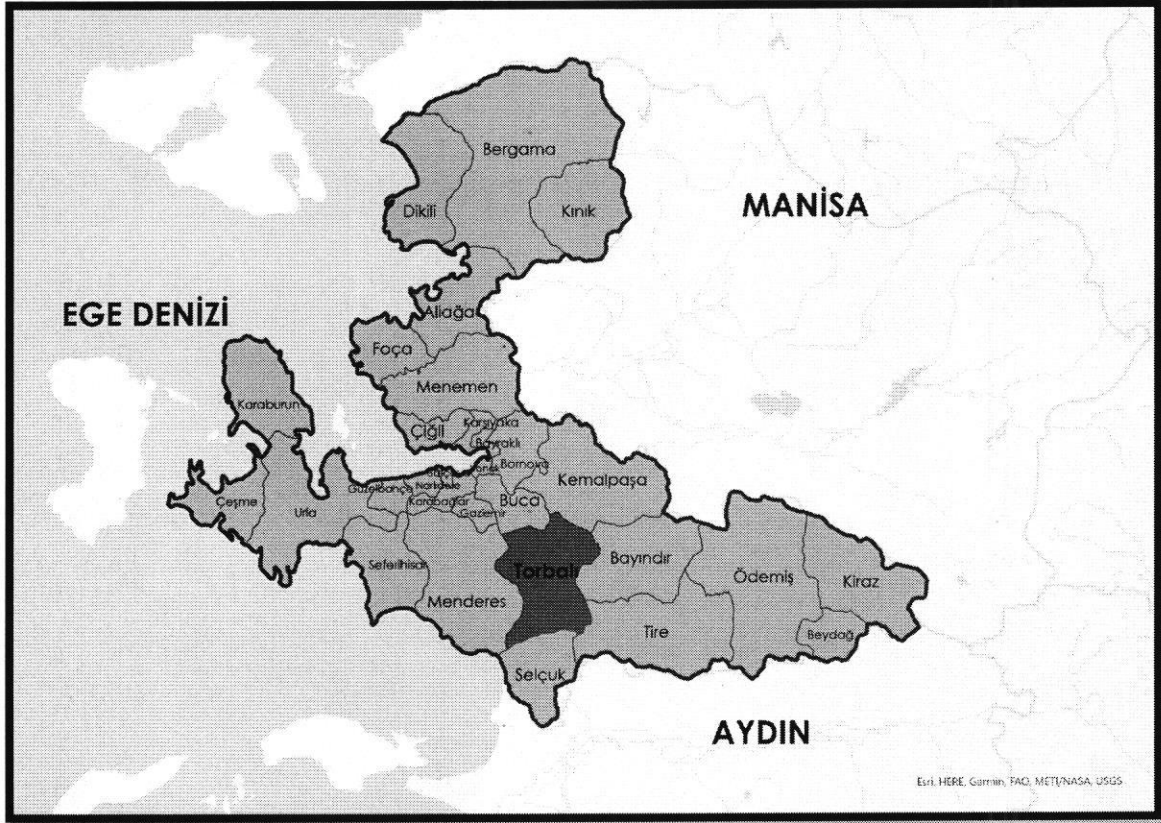 Bergama
Dikili
Kınık
MANİSA
EGE DENİZİ
Aliağa
Foça
Menemen
Karaburun
Karşıyaka
Çiğli
Bayraklı
Bornova
Kemalpaşa
Güzelbahçe
Narlıdere
Karabağlar
Buca
Gaziemir
Çeşme
Urla
Seferihisar
Torbalı
Bayındır
Ödemiş
Kiraz
Menderes
Tire
Beydağ
Selçuk
AYDIN
Esri, HERE, Garmin, FAO, METI/NASA, USGS